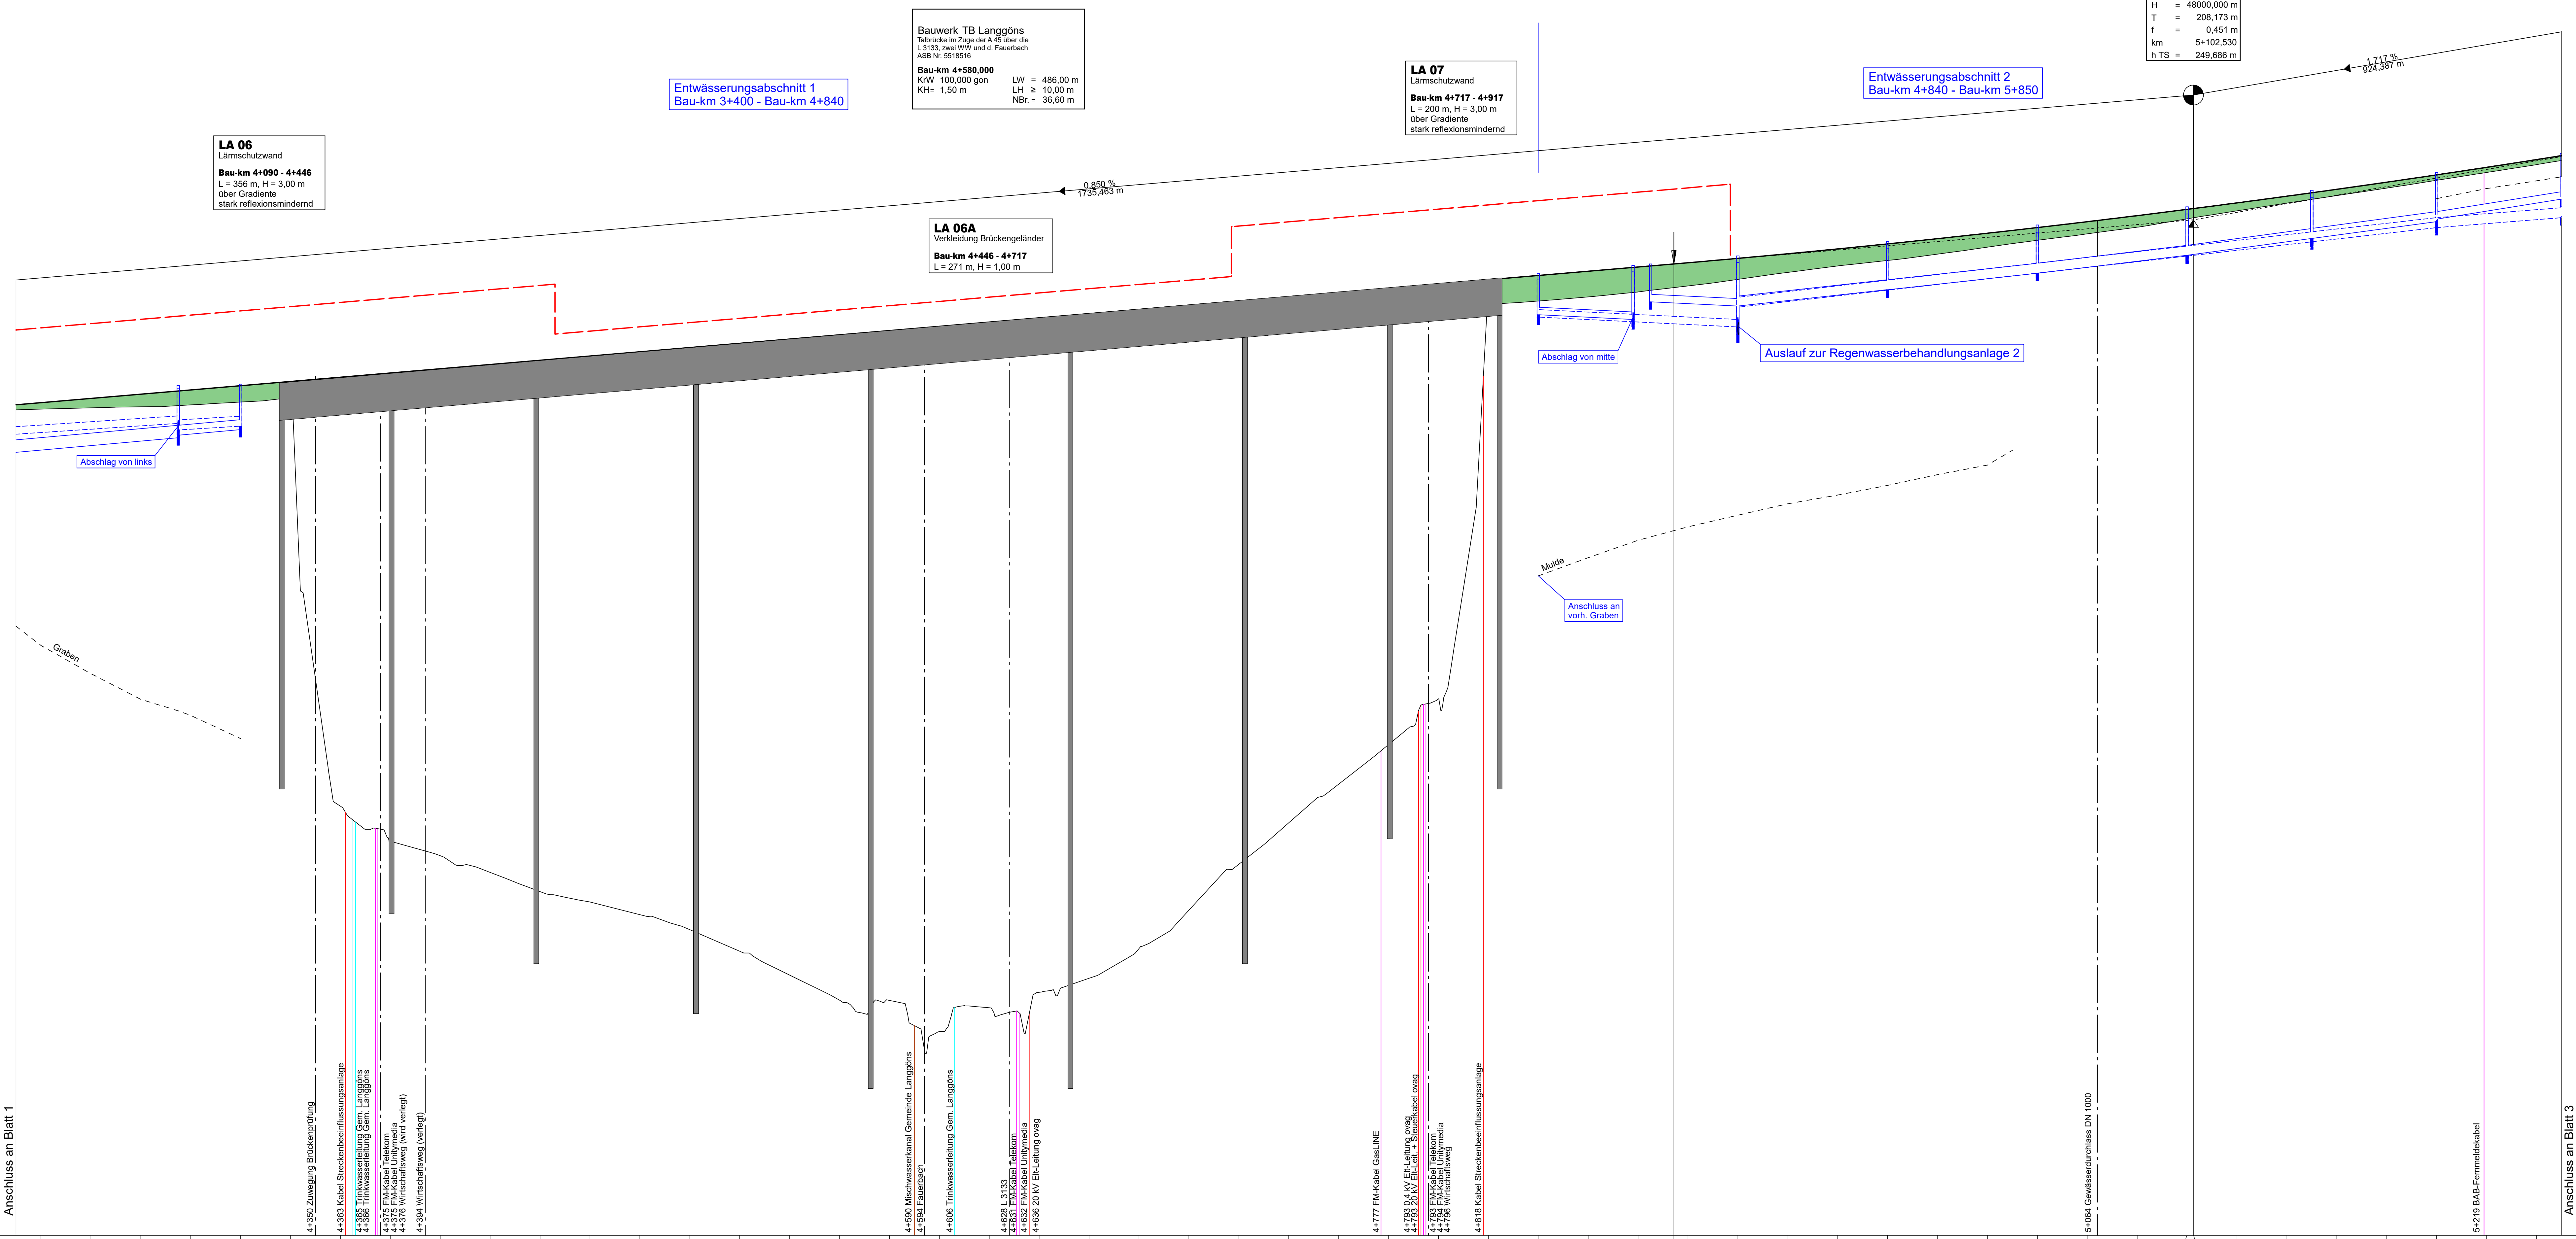 H = 48000,000 m
T = 208,173 m
f = 0,451 m
km 5+102,530
h TS = 249,686 m
Bauwerk TB Langgöns
Talbrücke im Zuge der A 45 über die
L 3133, zwei WW und d. Fauerbach
ASB Nr. 5518516
Bau-km 4+580,000
KrW 100,000 gon LW = 486,00 m
KH= 1,50 m LH ≥ 10,00 m
NBr. = 36,60 m
Entwässerungsabschnitt 1
Bau-km 3+400 - Bau-km 4+840
LA 07
Lärmschutzwand
Bau-km 4+717 - 4+917
L = 200 m, H = 3,00 m
über Gradiente
stark reflexionsmindernd
Entwässerungsabschnitt 2
Bau-km 4+840 - Bau-km 5+850
1,717 %
924,387 m
LA 06
Lärmschutzwand
Bau-km 4+090 - 4+446
L = 356 m, H = 3,00 m
über Gradiente
stark reflexionsmindernd
0,850 %
1735,463 m
LA 06A
Verkleidung Brückengeländer
Bau-km 4+446 - 4+717
L = 271 m, H = 1,00 m
Abschlag von links
Abschlag von mitte
Auslauf zur Regenwasserbehandlungsanlage 2
Graben
Mulde
Anschluss an
vorh. Graben
Anschluss an Blatt 1
4+350 Zuwegung Brückenprüfung
4+363 Kabel Streckenbeeinflussungsanlage
4+365 Trinkwasserleitung Gem. Langgöns
4+366 Trinkwasserleitung Gem. Langgöns
4+375 FM-Kabel Telekom
4+375 FM-Kabel Unitymedia
4+376 Wirtschaftsweg (wird verlegt)
4+394 Wirtschaftsweg (verlegt)
4+590 Mischwasserkanal Gemeinde Langgöns
4+594 Fauerbach
4+606 Trinkwasserleitung Gem. Langgöns
4+628 L 3133
4+631 FM-Kabel Telekom
4+632 FM-Kabel Unitymedia
4+636 20 kV Elt-Leitung ovag
4+777 FM-Kabel GasLINE
4+793 0,4 kV Elt-Leitung ovag
4+793 20 kV Elt-Leit. + Steuerkabel ovag
4+793 FM-Kabel Telekom
4+794 FM-Kabel Unitymedia
4+796 Wirtschaftsweg
4+818 Kabel Streckenbeeinflussungsanlage
5+064 Gewässerdurchlass DN 1000
5+219 BAB-Fernmeldekabel
Anschluss an Blatt 3